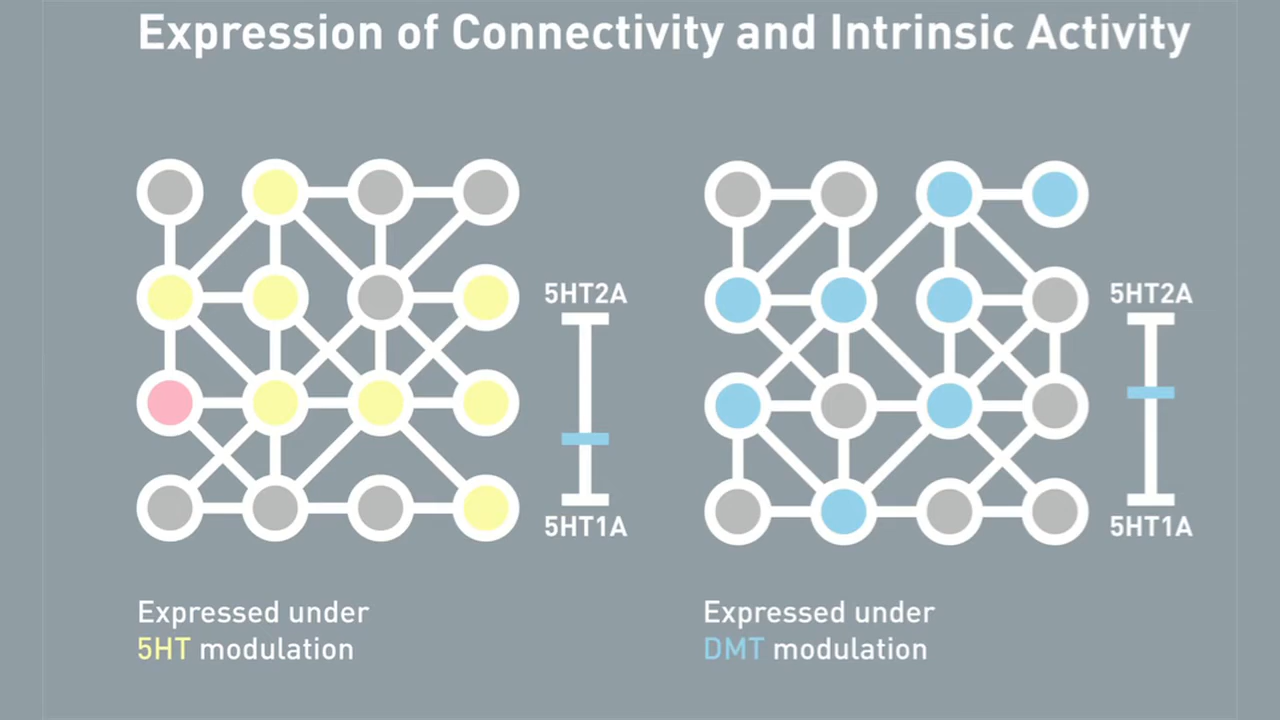 Expression of Connectivity and Intrinsic Activity
5HT2A
5HT1A
Expressed under
5HT modulation
5HT2A
5HT1A
Expressed under
DMT modulation